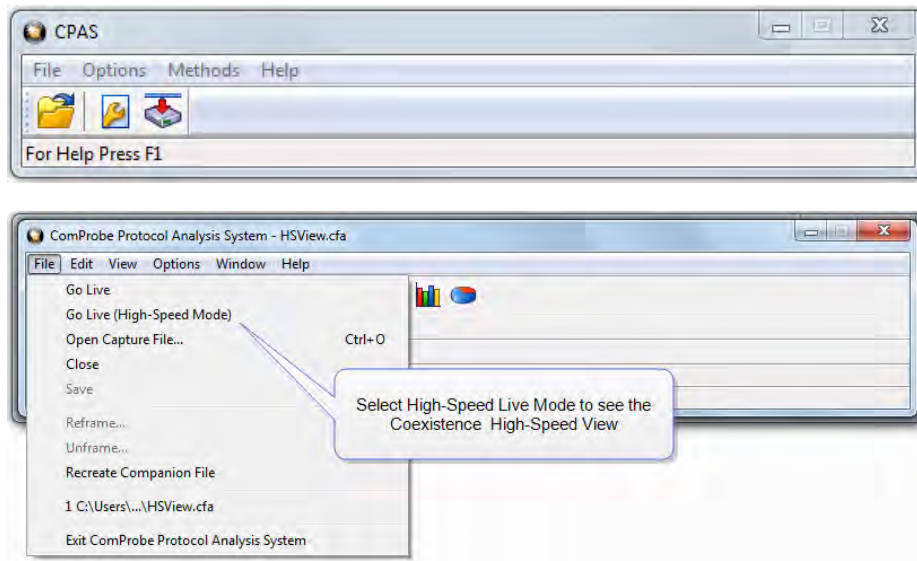 CPAS
File Options Methods Help
For Help Press F1
ComProbe Protocol Analysis System - HSView.cfa
File Edit View Options Window Help
Go Live
Go Live (High-Speed Mode)
Open Capture File... Ctrl+O
Close
Save
Select High-Speed Live Mode to see the
Coexistence High-Speed View
Reframe...
Unframe...
Recreate Companion File
1 C:\Users\...\HSView.cfa
Exit ComProbe Protocol Analysis System